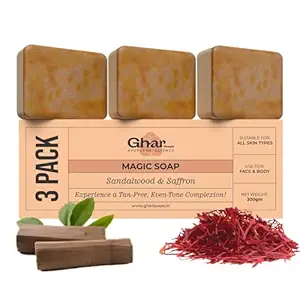 3 PACK
Ghar
MAGIC SOAP
Sandalwood & Saffron
Experience a Tan-Free, Even-Tone Complexion!
www.gharsoaps.in
SUITABLE FOR
ALL SKIN TYPES
USE FOR
FACE & BODY
NET WEIGHT:
300gm